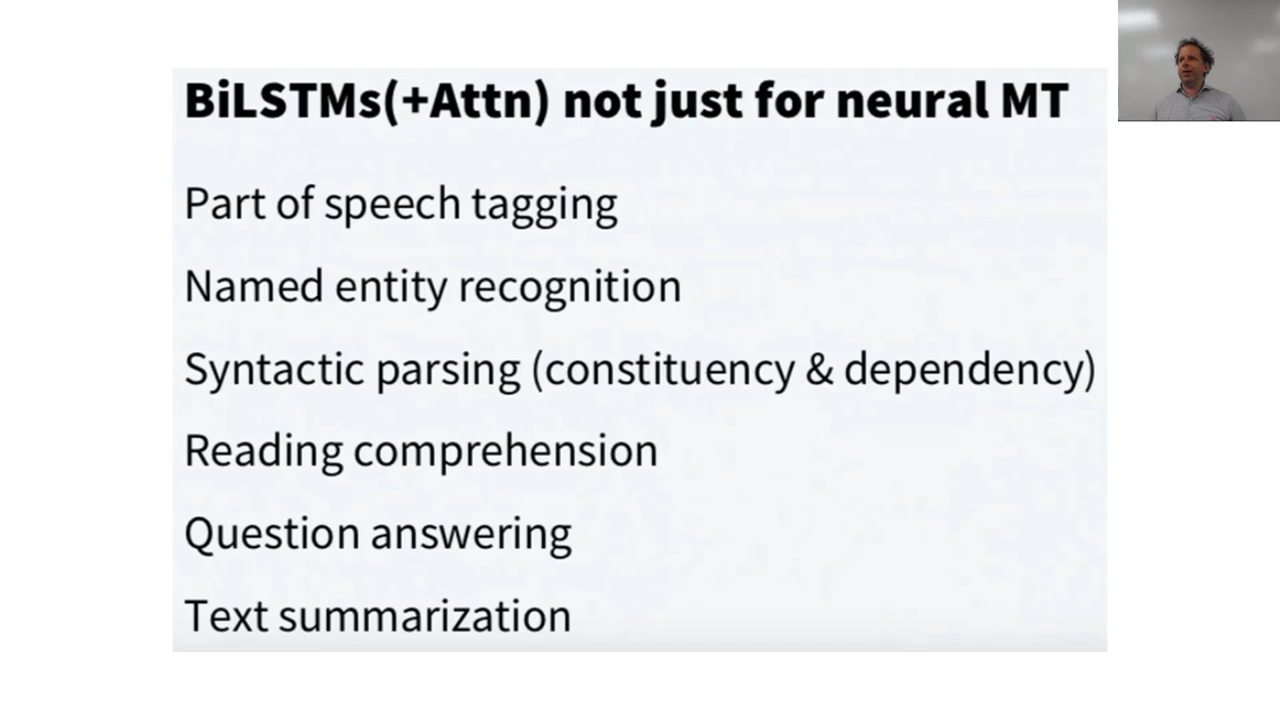 BiLSTMs(+Attn) not just for neural MT
Part of speech tagging
Named entity recognition
Syntactic parsing (constituency & dependency)
Reading comprehension
Question answering
Text summarization